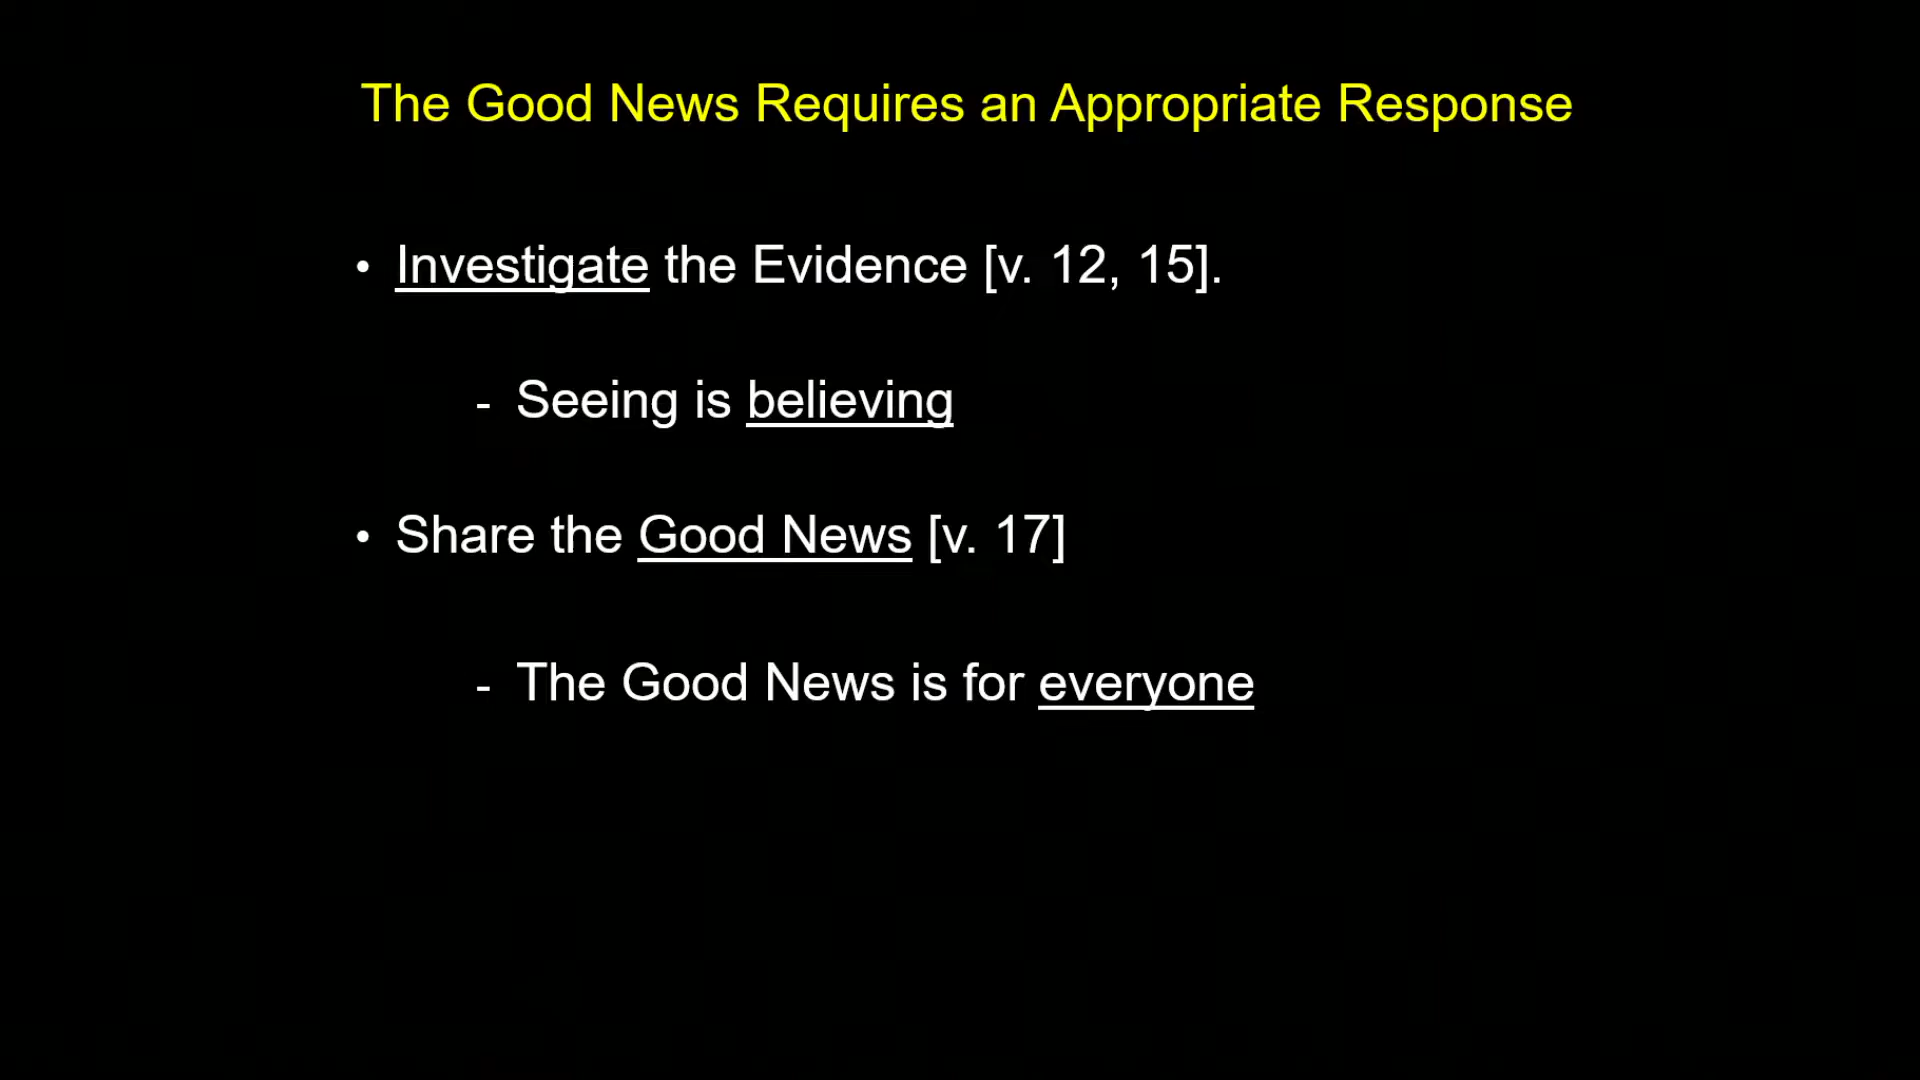 The Good News Requires an Appropriate Response
• Investigate the Evidence [v. 12, 15].
- Seeing is believing
• Share the Good News [v. 17]
- The Good News is for everyone